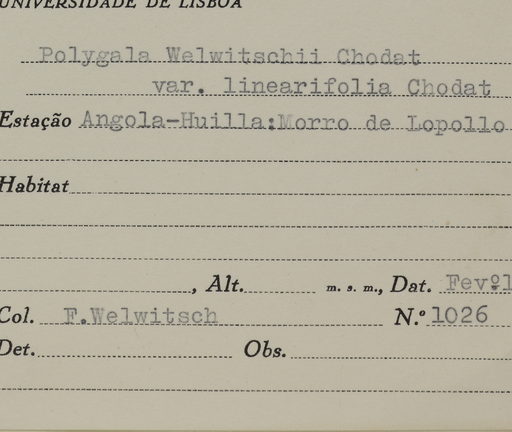 UNIVERSIDADE DE LISBOA
Polygala Welwitschii Chodat
var. linearifolia Chodat
Estação Angola-Huilla:Morro de Lopollo
Habitat
, Alt. m. s. m., Dat. Fevº1
Col. F.Welwitsch N.º 1026
Det. Obs.